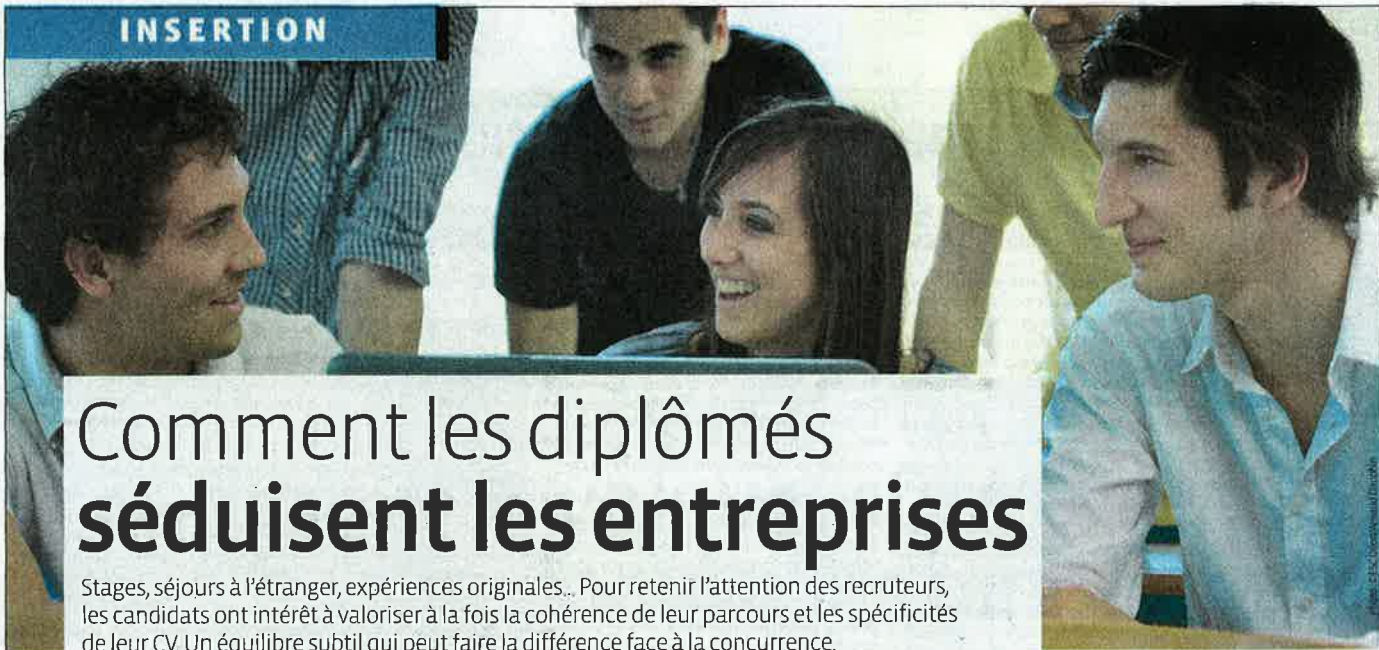 INSERTION
Comment les diplômés
séduisent les entreprises
Stages, séjours à l'étranger, expériences originales... Pour retenir l'attention des recruteurs,
les candidats ont intérêt à valoriser à la fois la cohérence de leur parcours et les spécificités
de leur CV. Un équilibre subtil qui peut faire la différence face à la concurrence.